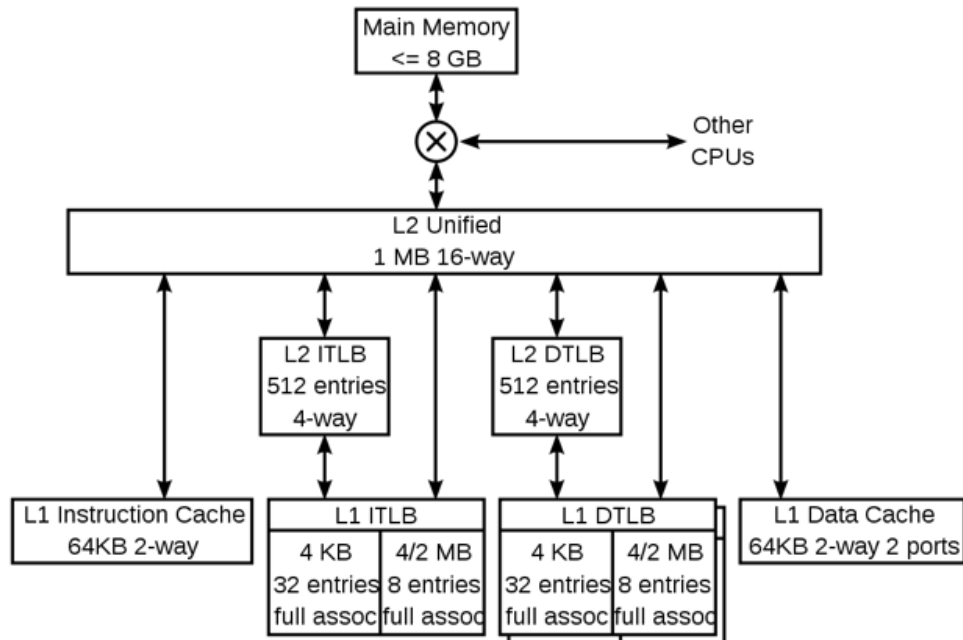 Main Memory
<= 8 GB
Other
CPUs
L2 Unified
1 MB 16-way
L2 ITLB
512 entries
4-way
L2 DTLB
512 entries
4-way
L1 Instruction Cache
64KB 2-way
L1 ITLB
4 KB
32 entries
full assoc
4/2 MB
8 entries
full assoc
L1 DTLB
4 KB
32 entries
full assoc
4/2 MB
8 entries
full assoc
L1 Data Cache
64KB 2-way 2 ports